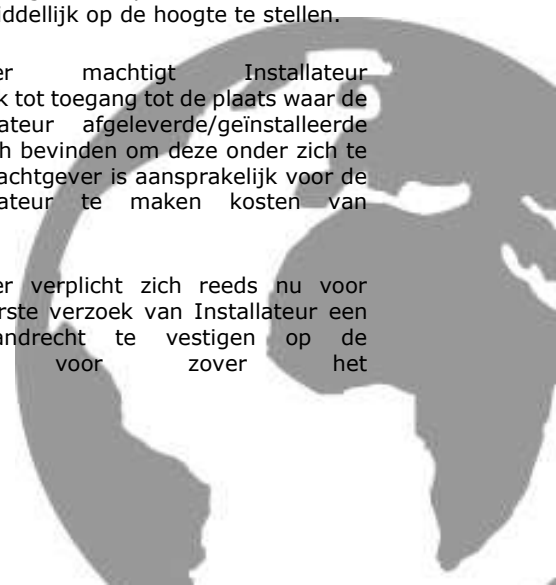 iddellijk op de hoogte te stellen.
er machtigt Installateur
k tot toegang tot de plaats waar de
ateur afgeleverde/geïnstalleerde
h bevinden om deze onder zich te
achtgever is aansprakelijk voor de
ateur te maken kosten van
er verplicht zich reeds nu voor
rste verzoek van Installateur een
andrecht te vestigen op de
voor zover het